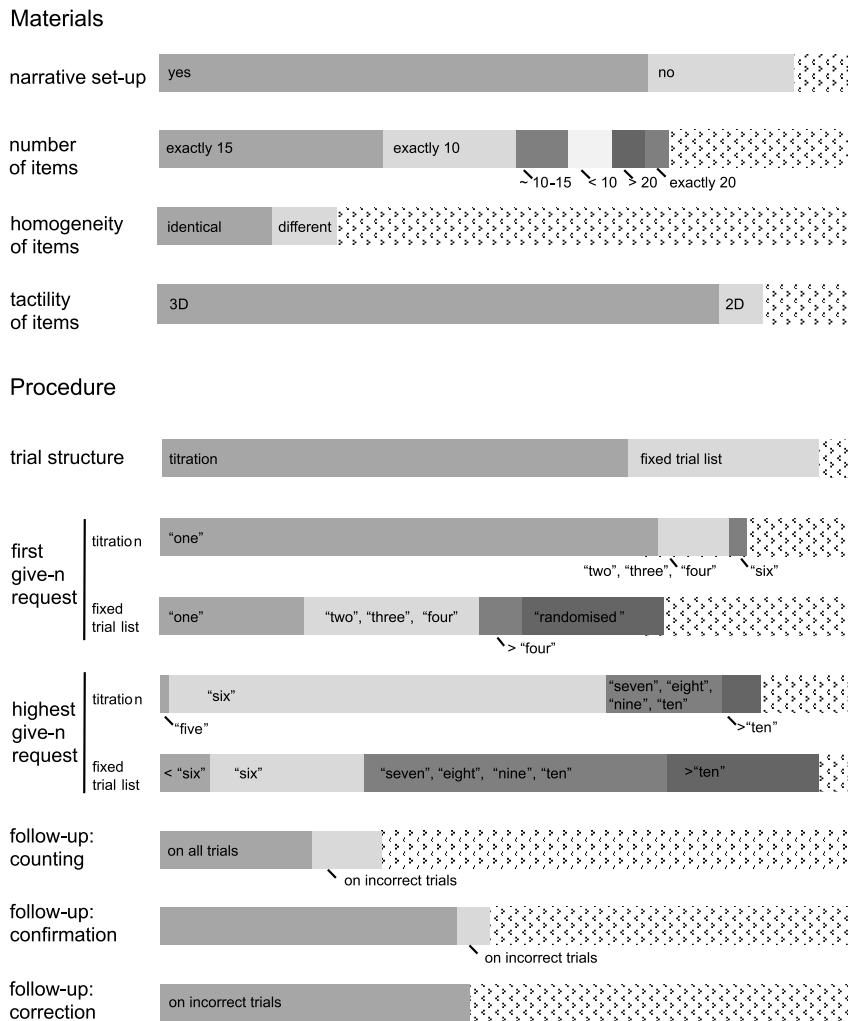 Materials
narrative set-up
yes
no
number
of items
exactly 15
exactly 10
~ 10-15
< 10
> 20
exactly 20
homogeneity
of items
identical
different
tactility
of items
3D
2D
Procedure
trial structure
titration
fixed trial list
first
give-n
request
titration
“one”
“two”, “three”, “four”
“six”
fixed
trial list
“one”
“two”, “three”, “four”
“randomised”
> “four”
highest
give-n
request
titration
“six”
“seven”, “eight”,
“nine”, “ten”
“five”
>“ten”
fixed
trial list
< “six”
“six”
“seven”, “eight”, “nine”, “ten”
>“ten”
follow-up:
counting
on all trials
on incorrect trials
follow-up:
confirmation
on incorrect trials
follow-up:
correction
on incorrect trials